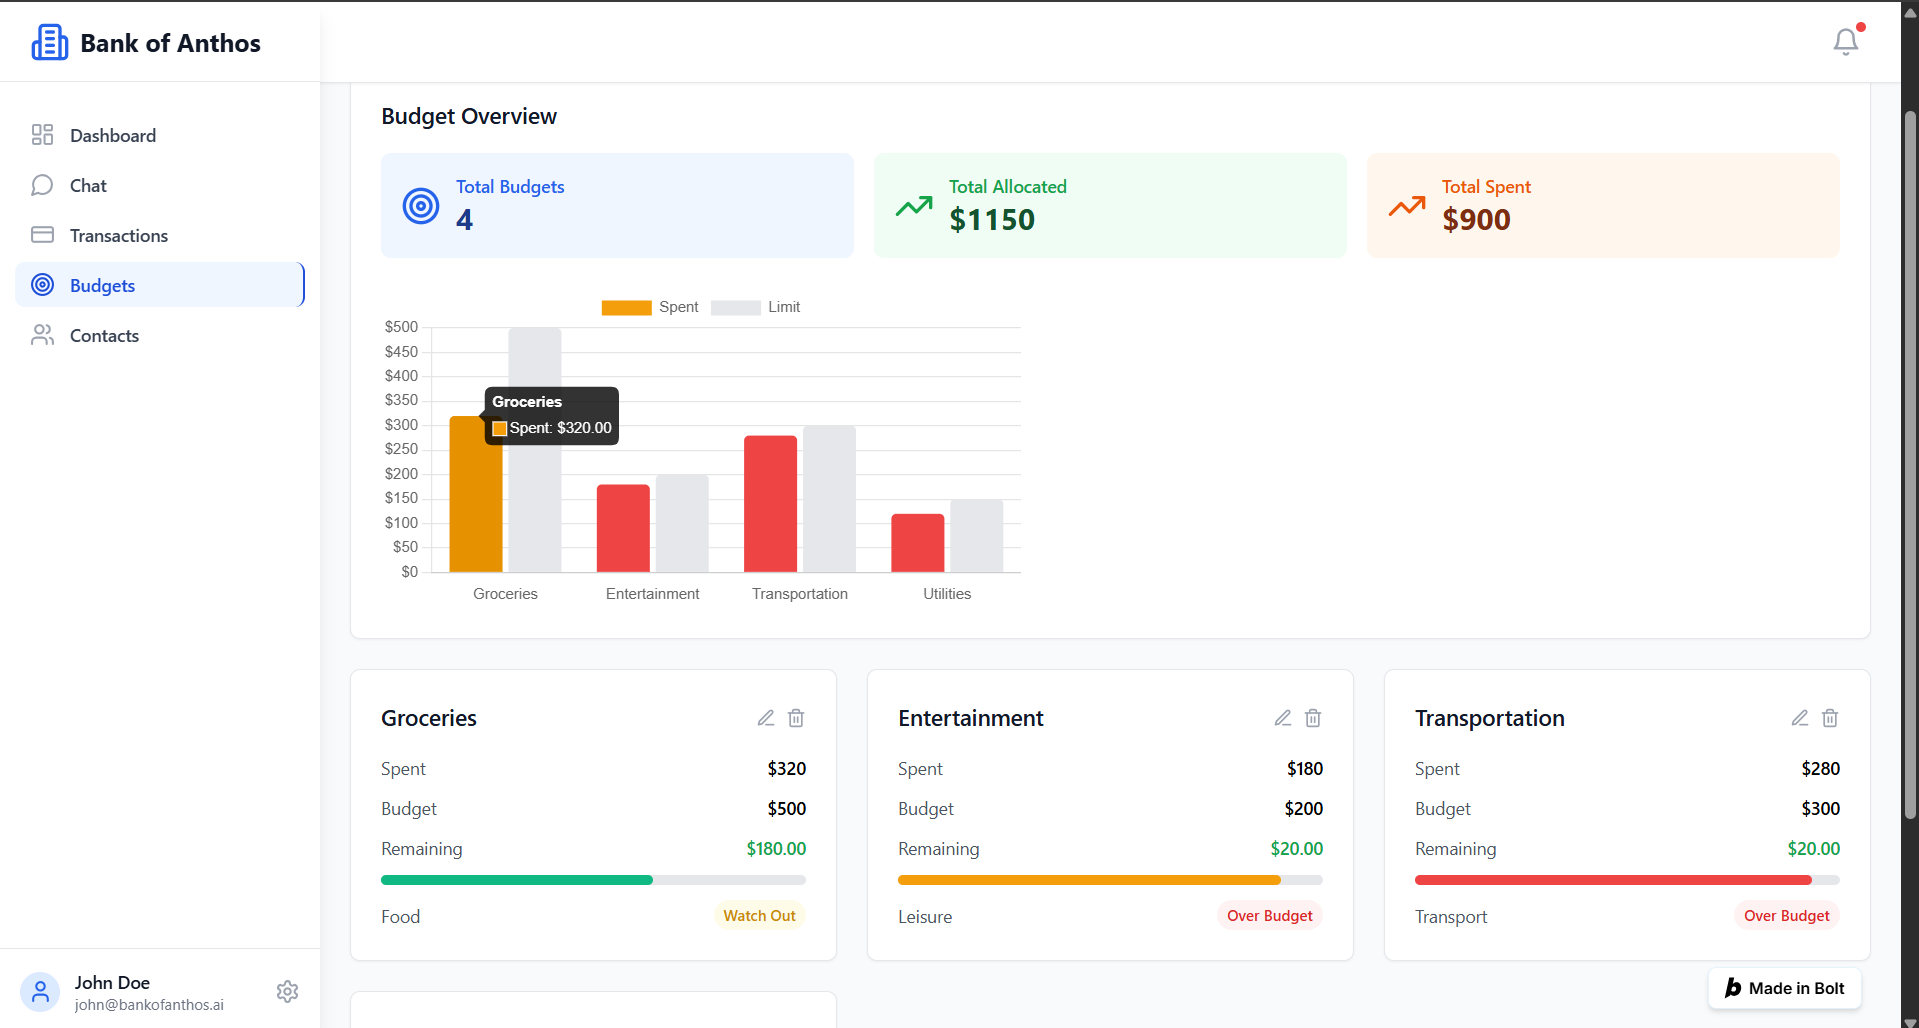 Bank of Anthos
Dashboard
Chat
Transactions
Budgets
Contacts
John Doe
john@bankofanthos.ai
Budget Overview
Total Budgets
4
Total Allocated
$1150
Total Spent
$900
Spent Limit
$500
$450
$400
$350
$300
$250
$200
$150
$100
$50
$0
Groceries
Spent: $320.00
Groceries Entertainment Transportation Utilities
Groceries
Spent $320
Budget $500
Remaining $180.00
Food Watch Out
Entertainment
Spent $180
Budget $200
Remaining $20.00
Leisure Over Budget
Transportation
Spent $280
Budget $300
Remaining $20.00
Transport Over Budget
b Made in Bolt